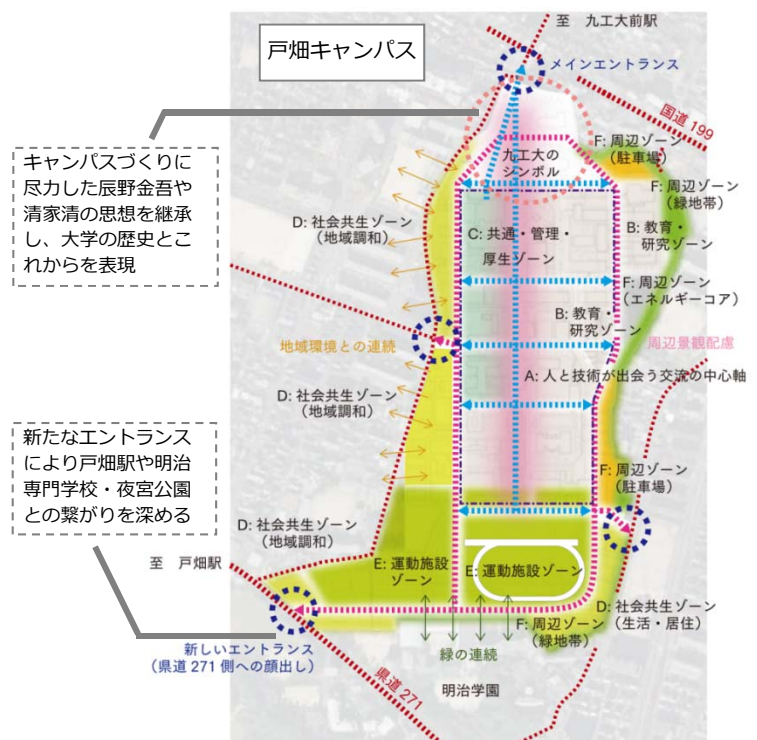 至　九工大前駅
戸畑キャンパス
メインエントランス
国道 199
キャンパスづくりに
尽力した辰野金吾や
清家清の思想を継承
し、大学の歴史とこ
れからを表現
九工大の
シンボル
F: 周辺ゾーン
（駐車場）
F: 周辺ゾーン
（緑地帯）
D: 社会共生ゾーン
（地域調和）
C: 共通・管理・
厚生ゾーン
B: 教育・
研究ゾーン
F: 周辺ゾーン
（エネルギーコア）
B: 教育・
研究ゾーン
地域環境との連続
周辺景観配慮
A: 人と技術が出会う交流の中心軸
D: 社会共生ゾーン
（地域調和）
新たなエントランス
により戸畑駅や明治
専門学校・夜宮公園
との繋がりを深める
F: 周辺ゾーン
（駐車場）
D: 社会共生ゾーン
（地域調和）
至　戸畑駅
E: 運動施設
ゾーン
E: 運動施設ゾーン
D: 社会共生ゾーン
（生活・居住）
F: 周辺ゾーン
（緑地帯）
新しいエントランス
（県道 271 側への顔出し）
緑の連続
県道 271
明治学園